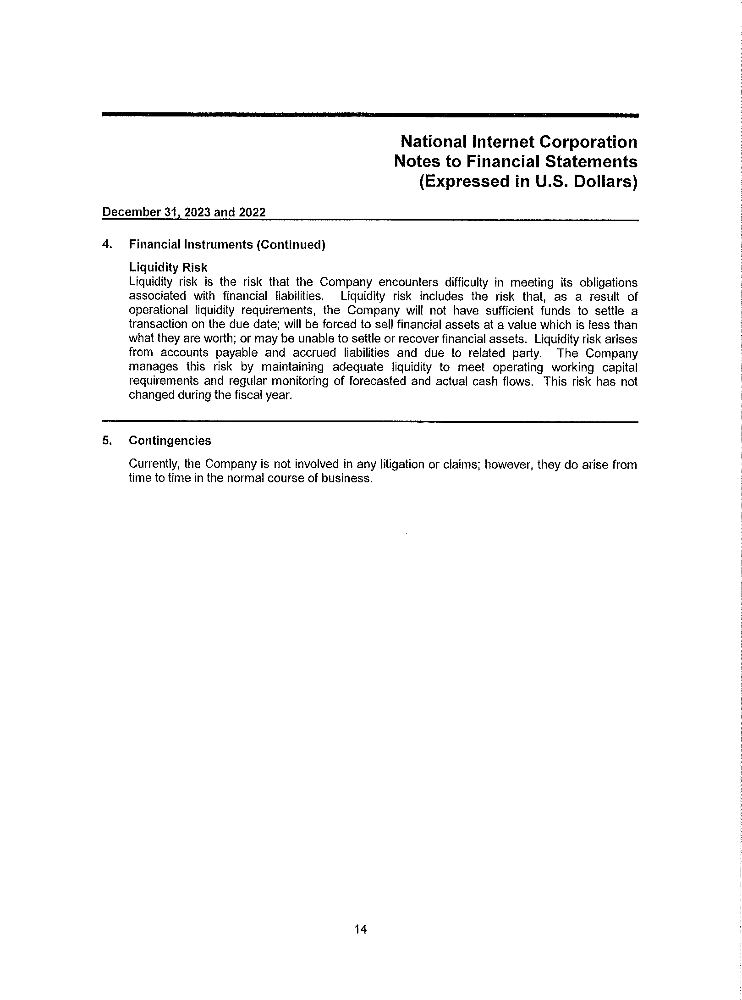 National Internet Corporation
Notes to Financial Statements
(Expressed in U.S. Dollars)
December 31, 2023 and 2022
4. Financial Instruments (Continued)
Liquidity Risk
Liquidity risk is the risk that the Company encounters difficulty in meeting its obligations
associated with financial liabilities. Liquidity risk includes the risk that, as a result of
operational liquidity requirements, the Company will not have sufficient funds to settle a
transaction on the due date; will be forced to sell financial assets at a value which is less than
what they are worth; or may be unable to settle or recover financial assets. Liquidity risk arises
from accounts payable and accrued liabilities and due to related party. The Company
manages this risk by maintaining adequate liquidity to meet operating working capital
requirements and regular monitoring of forecasted and actual cash flows. This risk has not
changed during the fiscal year.
5. Contingencies
Currently, the Company is not involved in any litigation or claims; however, they do arise from
time to time in the normal course of business.
14